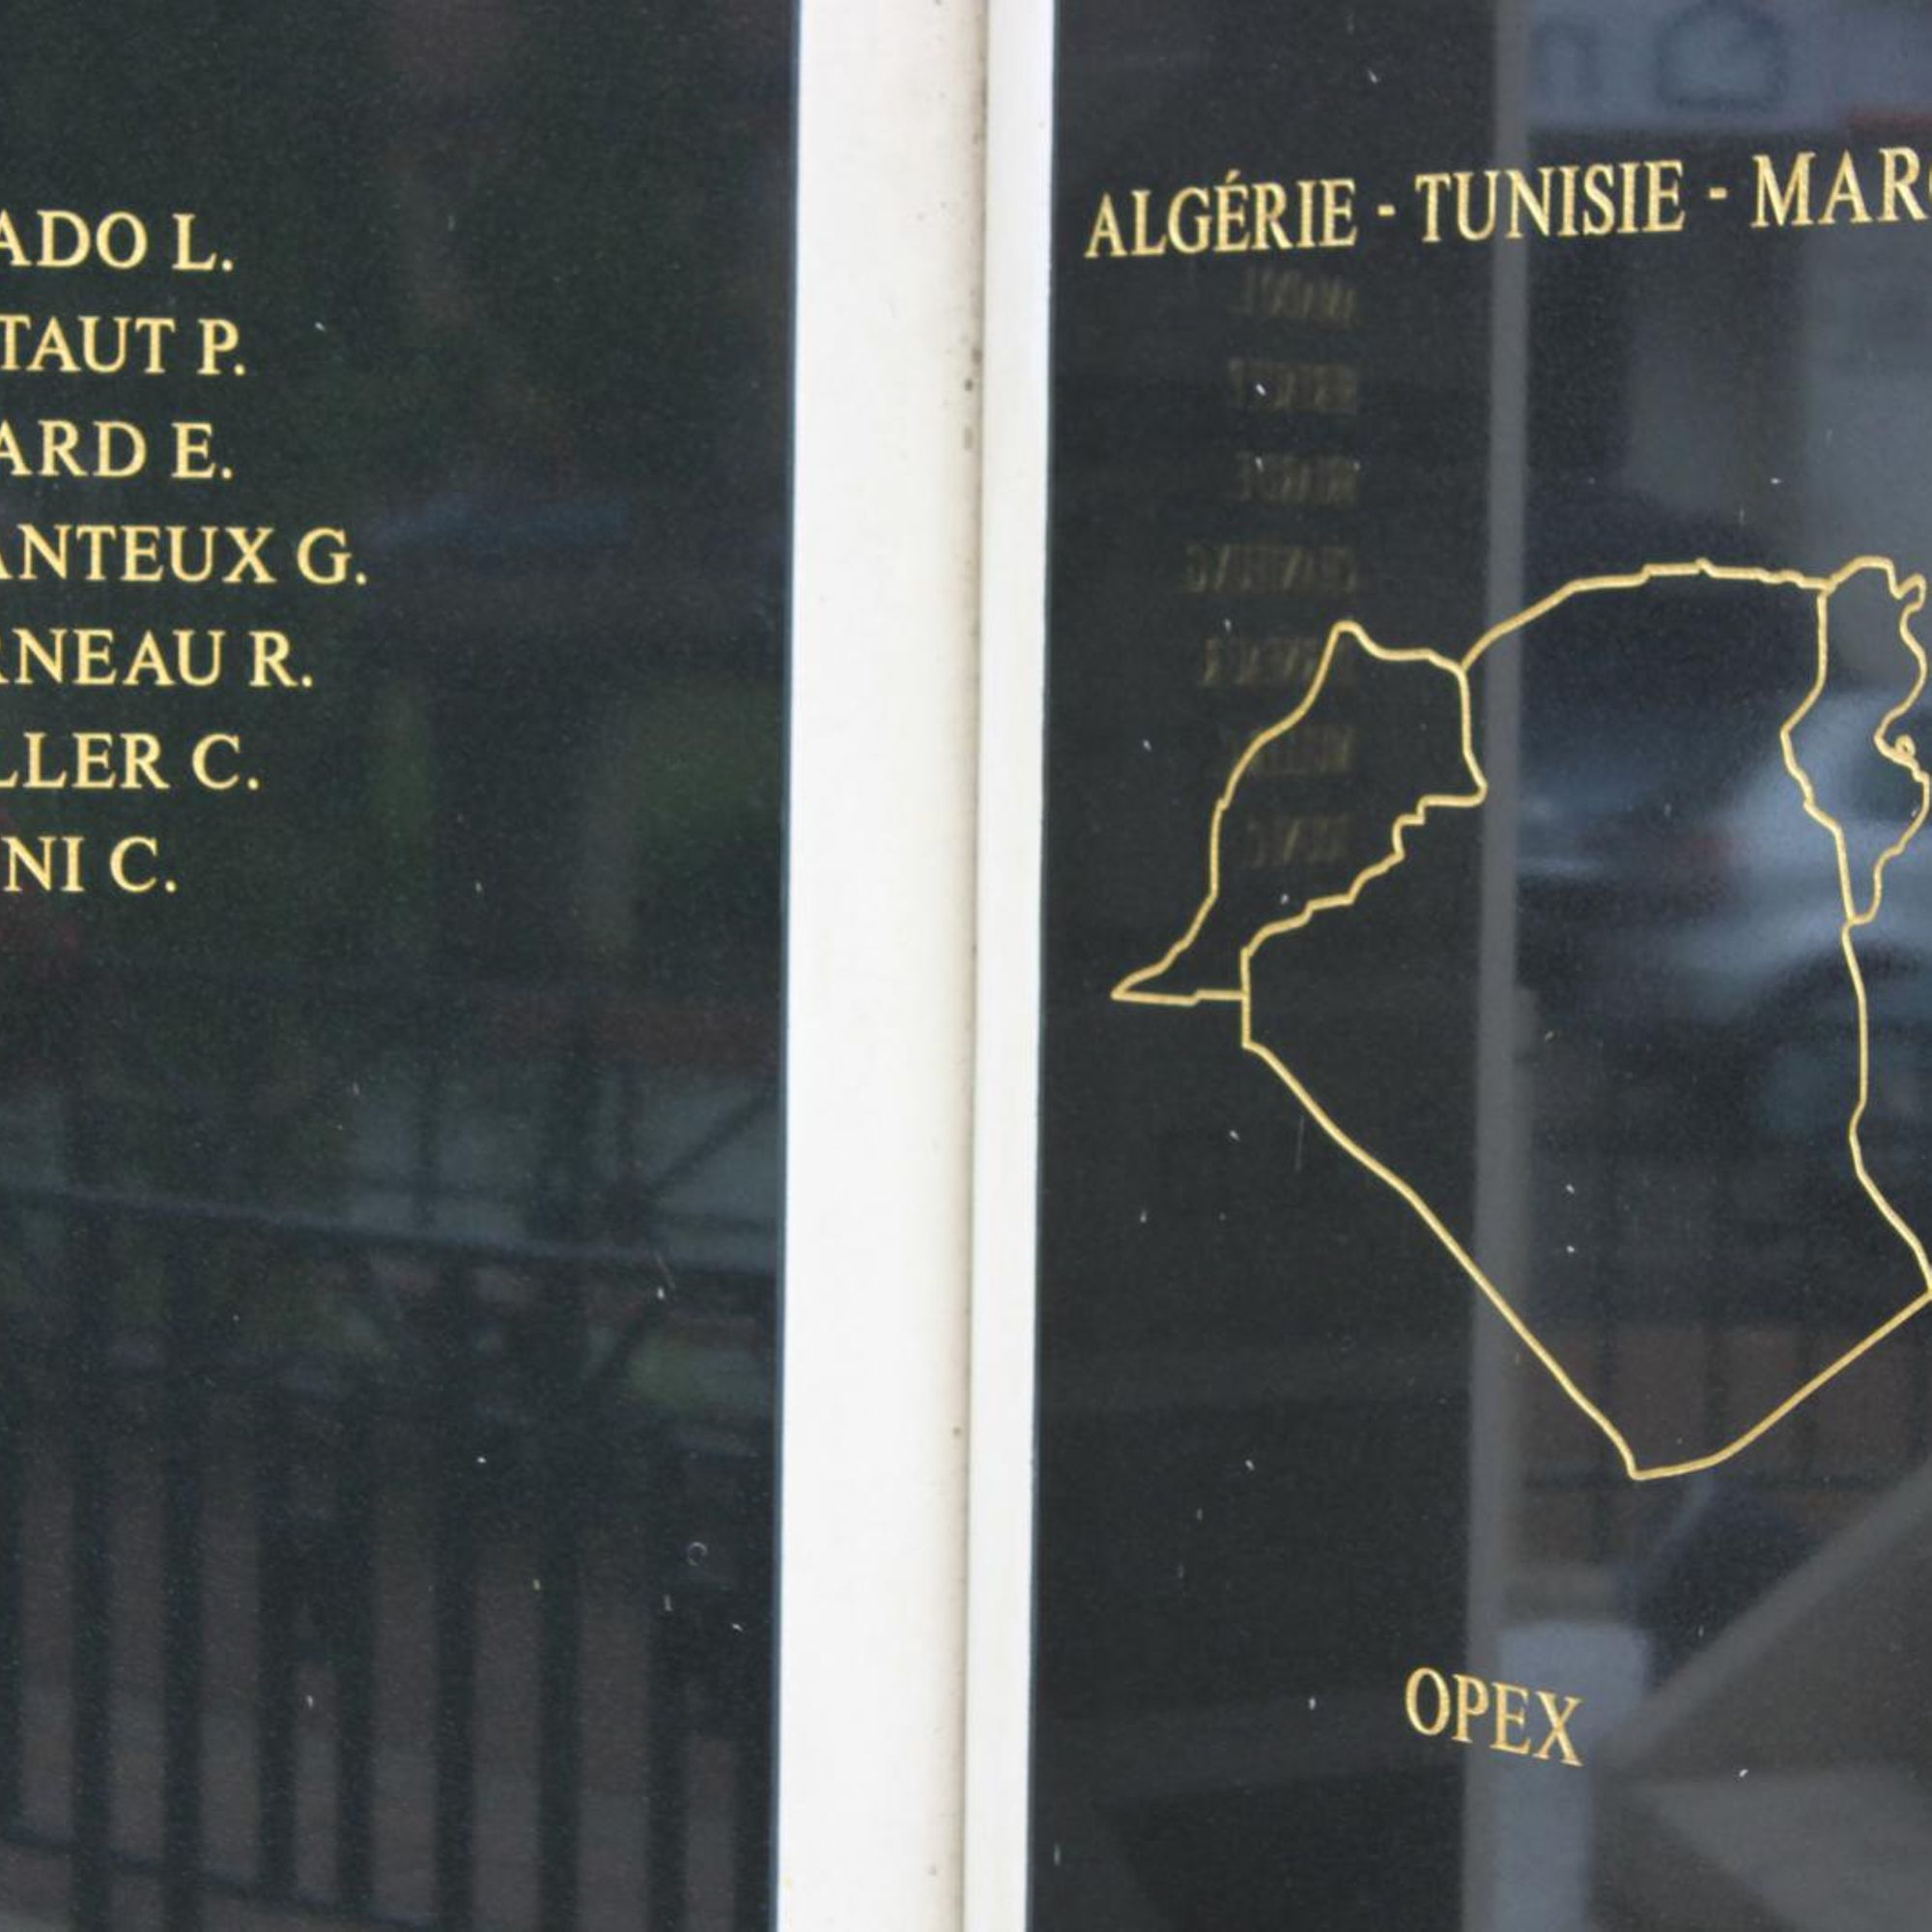 ADO L.
TAUT P.
ARD E.
ANTEUX G.
RNEAU R.
LLER C.
NI C.
ALGÉRIE - TUNISIE - MAR
OPEX